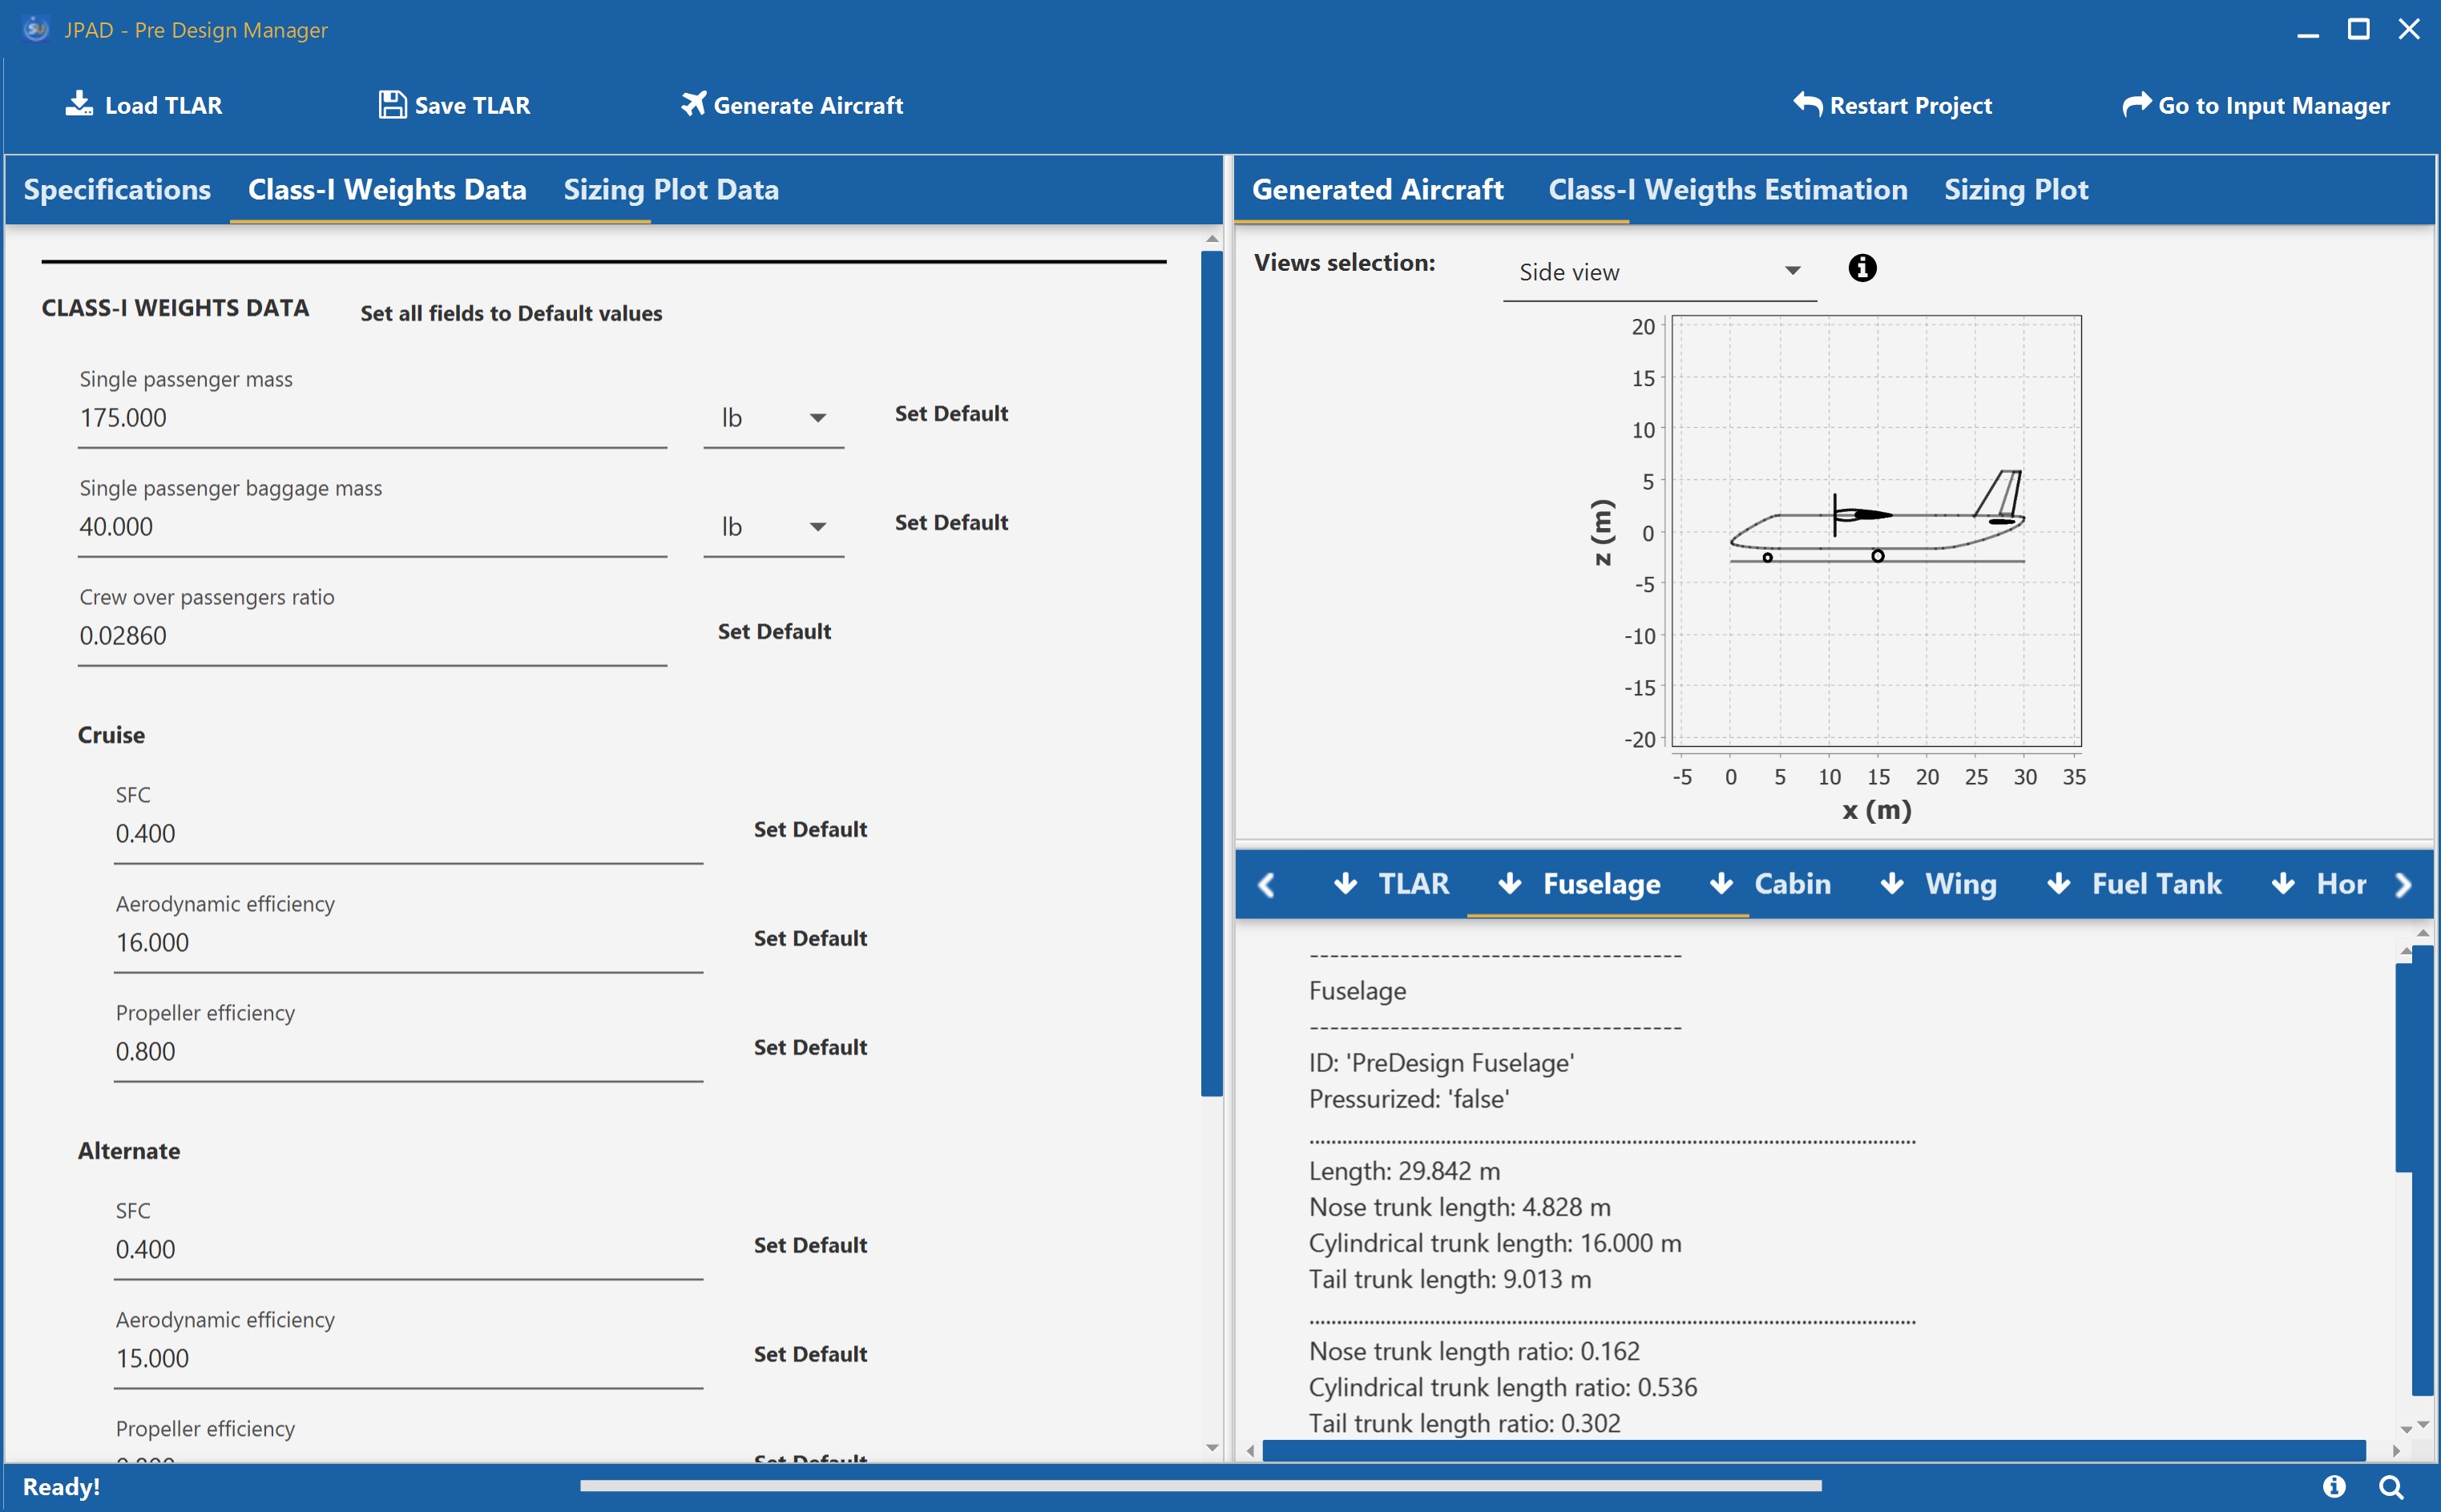 JPAD - Pre Design Manager
Load TLAR
Save TLAR
Generate Aircraft
Restart Project
Go to Input Manager
Specifications
Class-I Weights Data
Sizing Plot Data
CLASS-I WEIGHTS DATA
Set all fields to Default values
Single passenger mass
175.000
lb
Set Default
Single passenger baggage mass
40.000
lb
Set Default
Crew over passengers ratio
0.02860
Set Default
Cruise
SFC
0.400
Set Default
Aerodynamic efficiency
16.000
Set Default
Propeller efficiency
0.800
Set Default
Alternate
SFC
0.400
Set Default
Aerodynamic efficiency
15.000
Set Default
Propeller efficiency
Set Default
Generated Aircraft
Class-I Weigths Estimation
Sizing Plot
Views selection:
Side view
20
15
10
5
0
-5
-10
-15
-20
z (m)
-5 0 5 10 15 20 25 30 35
x (m)
TLAR
Fuselage
Cabin
Wing
Fuel Tank
Hor
-------------------------------------
Fuselage
-------------------------------------
ID: 'PreDesign Fuselage'
Pressurized: 'false'
Length: 29.842 m
Nose trunk length: 4.828 m
Cylindrical trunk length: 16.000 m
Tail trunk length: 9.013 m
Nose trunk length ratio: 0.162
Cylindrical trunk length ratio: 0.536
Tail trunk length ratio: 0.302
Ready!